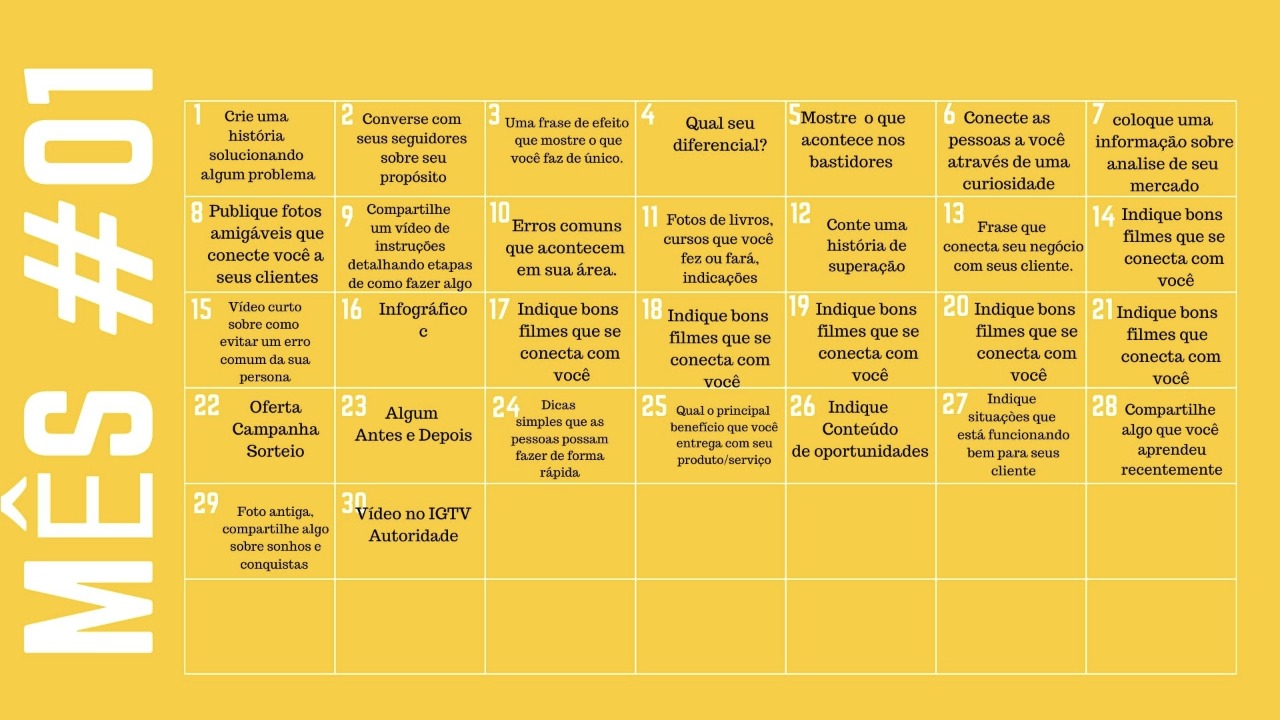 MÊS #01
1
Crie uma
história
solucionando
algum problema
2
Converse com
seus seguidores
sobre seu
propósito
3
Uma frase de efeito
que mostre o que
você faz de único.
4
Qual seu
diferencial?
5
Mostre o que
acontece nos
bastidores
6
Conecte as
pessoas a você
através de uma
curiosidade
7
coloque uma
informação sobre
analise de seu
mercado
8
Publique fotos
amigáveis que
conecte você a
seus clientes
9
Compartilhe
um vídeo de
instruções
detalhando etapas
de como fazer algo
10
Erros comuns
que acontecem
em sua área.
11
Fotos de livros,
cursos que você
fez ou fará,
indicações
12
Conte uma
história de
superação
13
Frase que
conecta seu negócio
com seus cliente.
14
Indique bons
filmes que se
conecta com
você
15
Vídeo curto
sobre como
evitar um erro
comum da sua
persona
16
Infográfico
c
17
Indique bons
filmes que se
conecta com
você
18
Indique bons
filmes que se
conecta com
você
19
Indique bons
filmes que se
conecta com
você
20
Indique bons
filmes que se
conecta com
você
21
Indique bons
filmes que
conecta com
você
22
Oferta
Campanha
Sorteio
23
Algum
Antes e Depois
24
Dicas
simples que as
pessoas possam
fazer de forma
rápida
25
Qual o principal
benefício que você
entrega com seu
produto/serviço
26
Indique
Conteúdo
de oportunidades
27
Indique
situações que
está funcionando
bem para seus
cliente
28
Compartilhe
algo que você
aprendeu
recentemente
29
Foto antiga,
compartilhe algo
sobre sonhos e
conquistas
30
Vídeo no IGTV
Autoridade